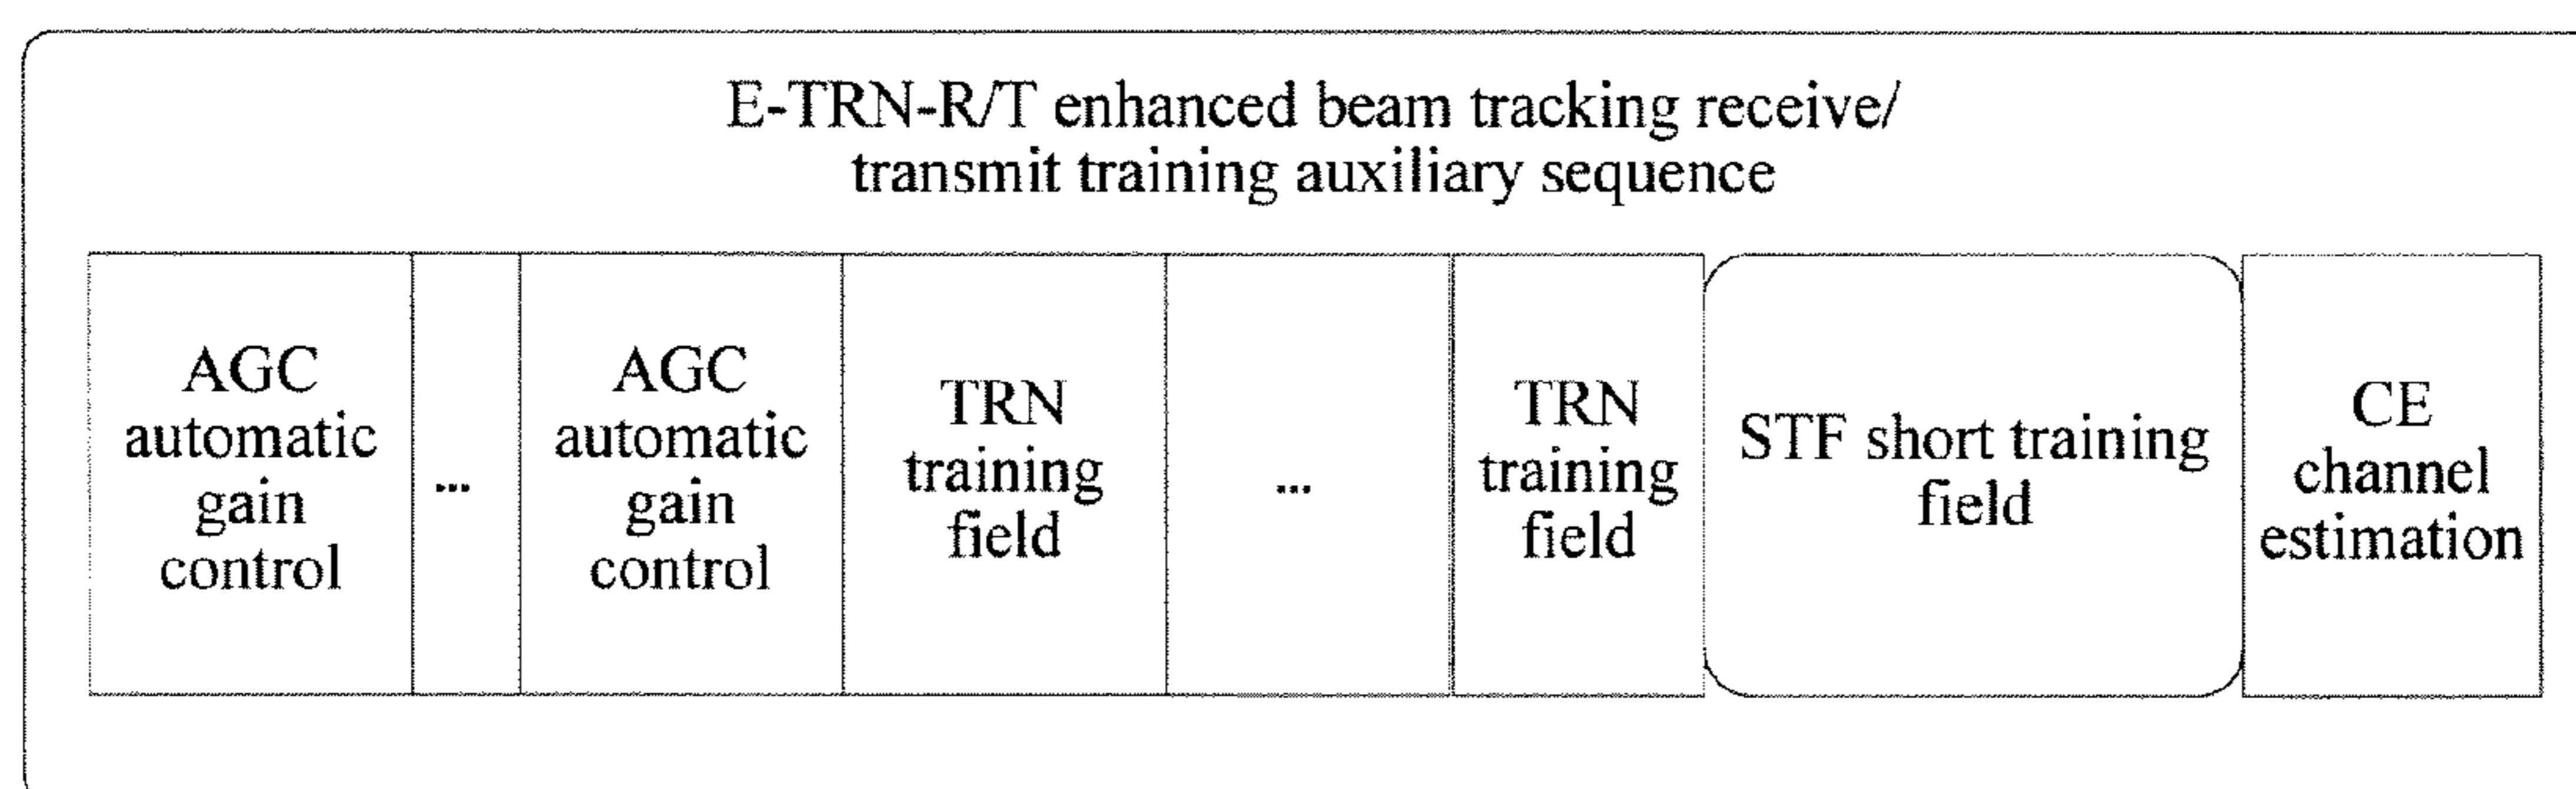 E-TRN-R/T enhanced beam tracking receive/
transmit training auxiliary sequence
AGC
automatic
gain
control
...
AGC
automatic
gain
control
TRN
training
field
...
TRN
training
field
STF short training
field
CE
channel
estimation